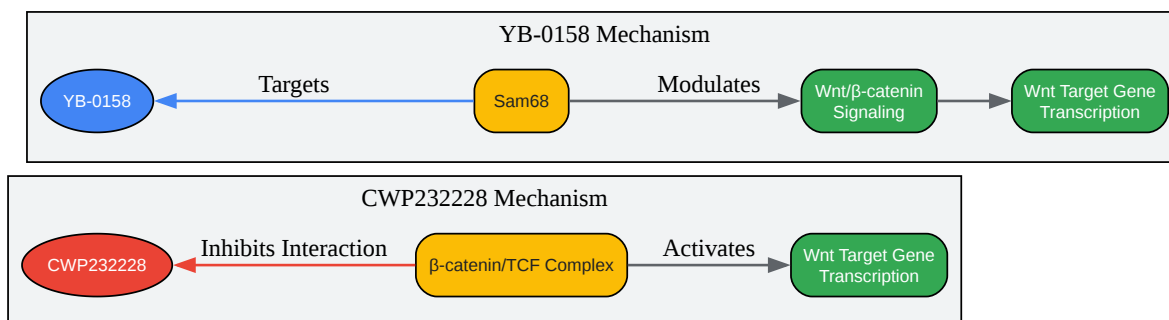 YB-0158 Mechanism
YB-0158
Targets
Sam68
Modulates
Wnt/β-catenin
Signaling
Wnt Target Gene
Transcription
CWP232228 Mechanism
CWP232228
Inhibits Interaction
β-catenin/TCF Complex
Activates
Wnt Target Gene
Transcription